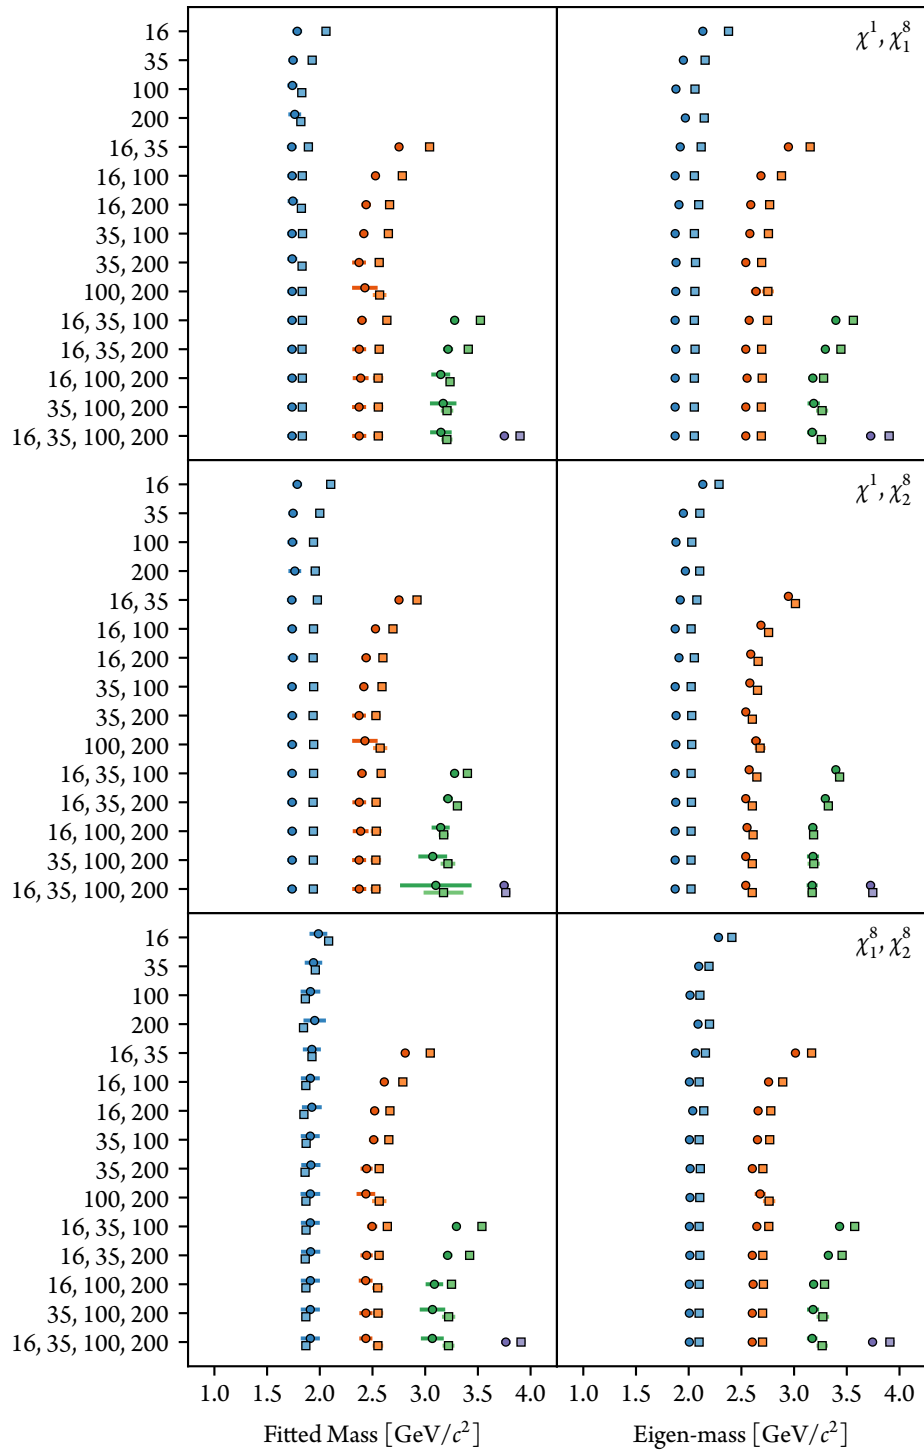 χ¹, χ₁⁸
16
35
100
200
16, 35
16, 100
16, 200
35, 100
35, 200
100, 200
16, 35, 100
16, 35, 200
16, 100, 200
35, 100, 200
16, 35, 100, 200
χ¹, χ₂⁸
16
35
100
200
16, 35
16, 100
16, 200
35, 100
35, 200
100, 200
16, 35, 100
16, 35, 200
16, 100, 200
35, 100, 200
16, 35, 100, 200
χ₁⁸, χ₂⁸
16
35
100
200
16, 35
16, 100
16, 200
35, 100
35, 200
100, 200
16, 35, 100
16, 35, 200
16, 100, 200
35, 100, 200
16, 35, 100, 200
1.0 1.5 2.0 2.5 3.0 3.5 4.0
1.0 1.5 2.0 2.5 3.0 3.5 4.0
Fitted Mass [GeV/c²]
Eigen-mass [GeV/c²]